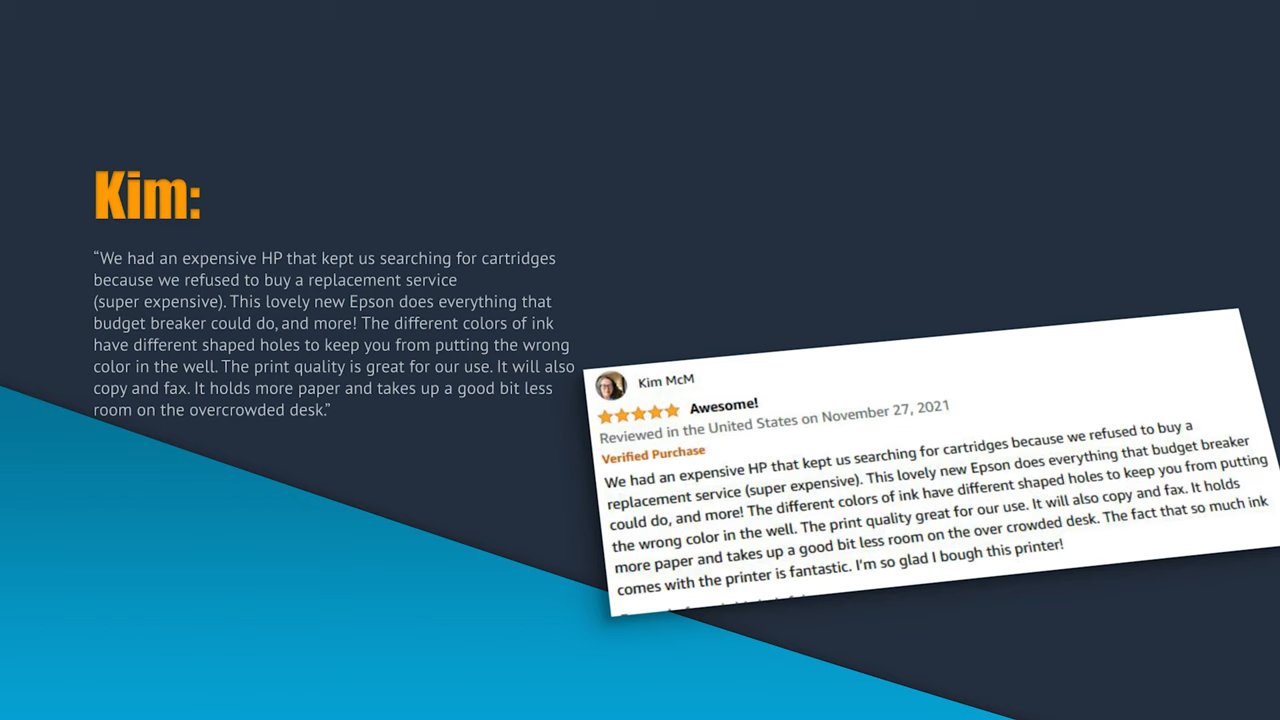 Kim:
“We had an expensive HP that kept us searching for cartridges
because we refused to buy a replacement service
(super expensive). This lovely new Epson does everything that
budget breaker could do, and more! The different colors of ink
have different shaped holes to keep you from putting the wrong
color in the well. The print quality is great for our use. It will also
copy and fax. It holds more paper and takes up a good bit less
room on the overcrowded desk.”
Kim McM
Awesome!
Reviewed in the United States on November 27, 2021
Verified Purchase
We had an expensive HP that kept us searching for cartridges because we refused to buy a
replacement service (super expensive). This lovely new Epson does everything that budget breaker
could do, and more! The different colors of ink have different shaped holes to keep you from putting
the wrong color in the well. The print quality great for our use. It will also copy and fax. It holds
more paper and takes up a good bit less room on the over crowded desk. The fact that so much ink
comes with the printer is fantastic. I'm so glad I bough this printer!